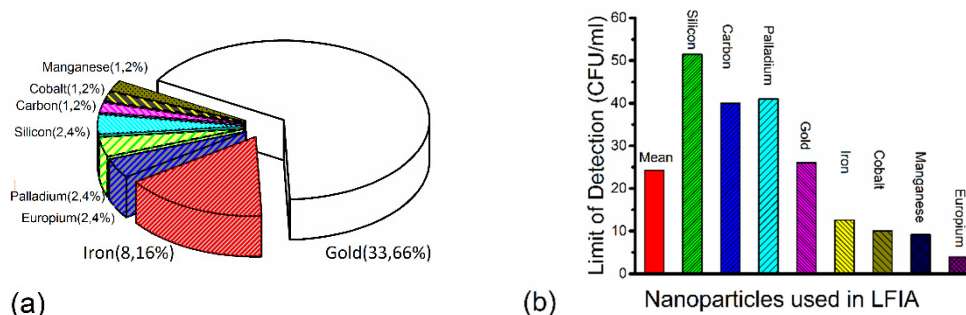 Manganese(1,2%)
Cobalt(1,2%)
Carbon(1,2%)
Silicon(2,4%)
Palladium(2,4%)
Europium(2,4%)
Iron(8,16%)
Gold(33,66%)
(a)
Limit of Detection (CFU/ml)
60
50
40
30
20
10
0
Mean
Silicon
Carbon
Palladium
Gold
Iron
Cobalt
Manganese
Europium
Nanoparticles used in LFIA
(b)